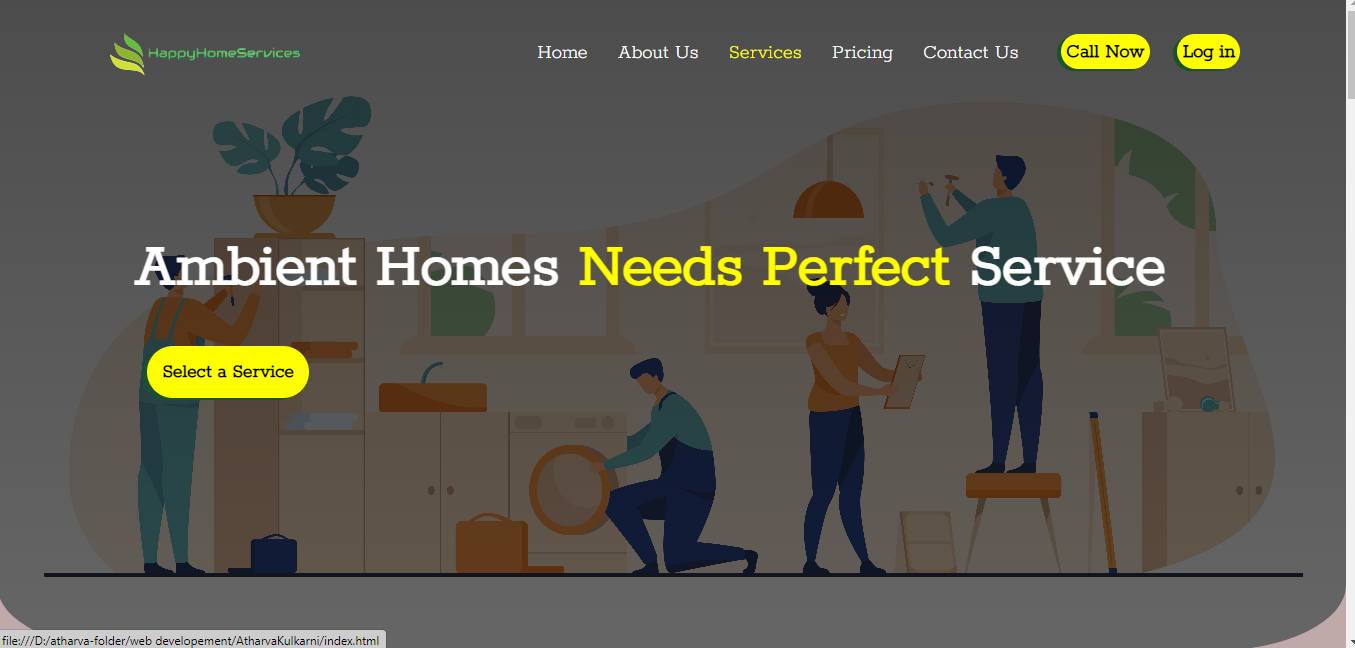 HappyHomeServices
Home About Us Services Pricing Contact Us Call Now Log in
Ambient Homes Needs Perfect Service
Select a Service
file:///D:/atharva-folder/web developement/AtharvaKulkarni/index.html